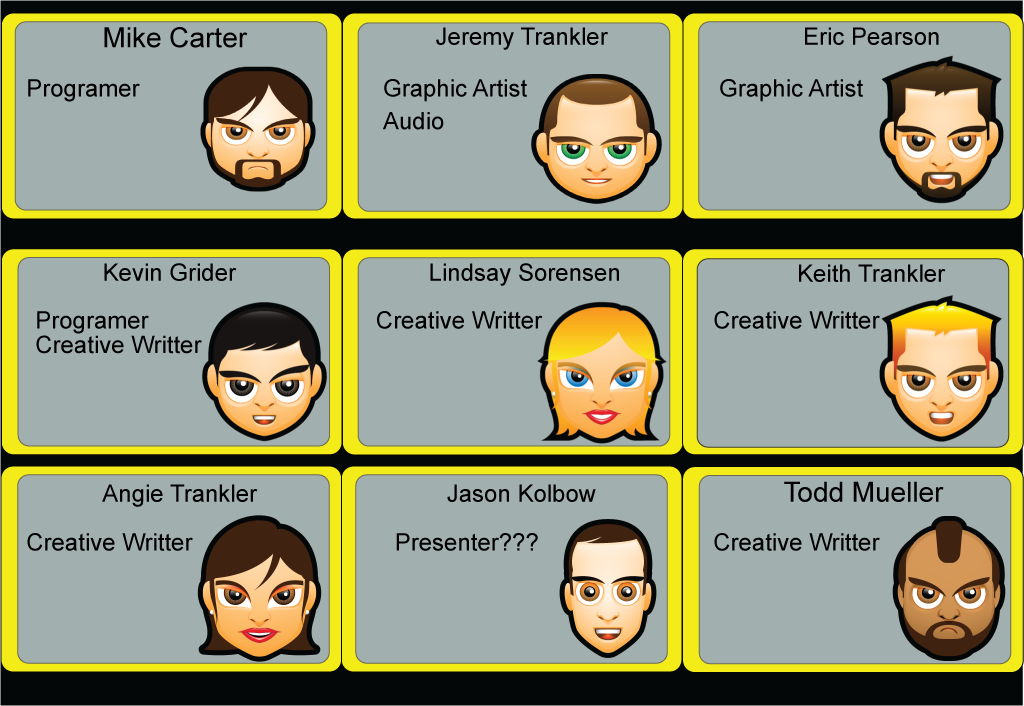 Mike Carter
Programer
Jeremy Trankler
Graphic Artist
Audio
Eric Pearson
Graphic Artist
Kevin Grider
Programer
Creative Writter
Lindsay Sorensen
Creative Writter
Keith Trankler
Creative Writter
Angie Trankler
Creative Writter
Jason Kolbow
Presenter???
Todd Mueller
Creative Writter